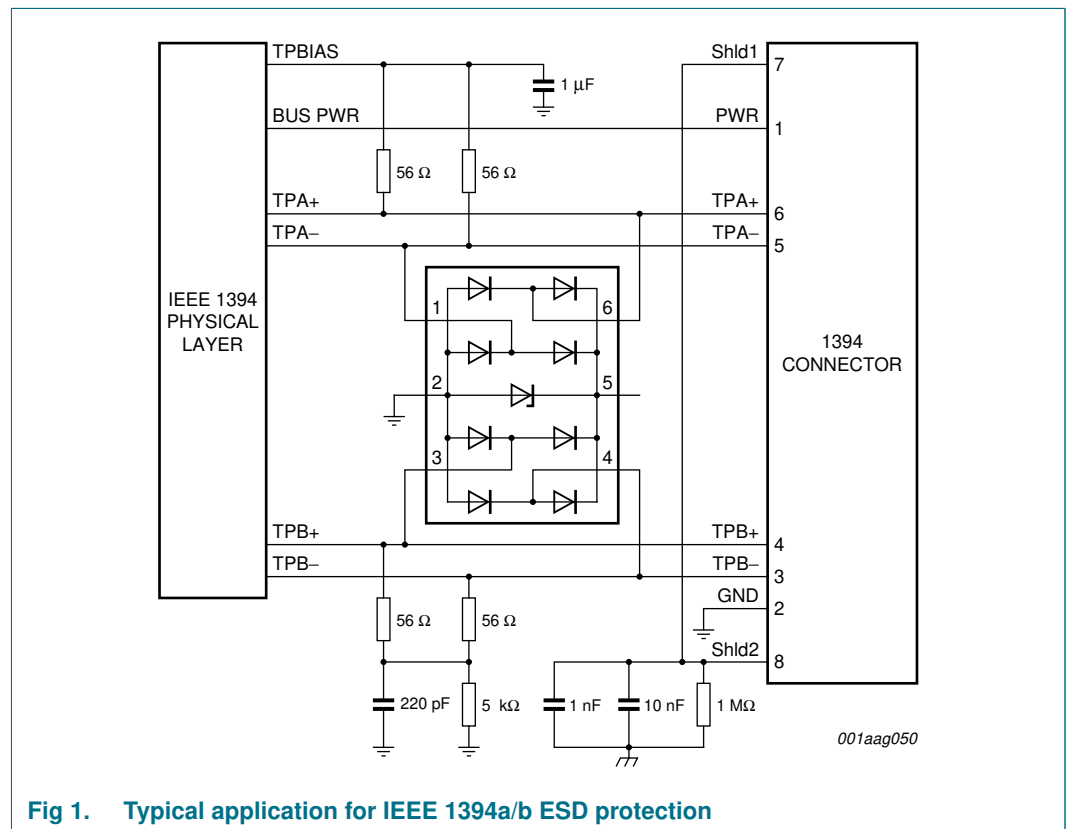 TPBIAS
Shld1
7
1 μF
BUS PWR
PWR
1
56 Ω
56 Ω
TPA+
TPA+
6
TPA−
TPA−
5
IEEE 1394
PHYSICAL
LAYER
1
6
1394
CONNECTOR
2
5
3
4
TPB+
TPB+
4
TPB−
TPB−
3
GND
2
56 Ω
56 Ω
Shld2
8
220 pF
5 kΩ
1 nF
10 nF
1 MΩ
001aag050
Fig 1. Typical application for IEEE 1394a/b ESD protection